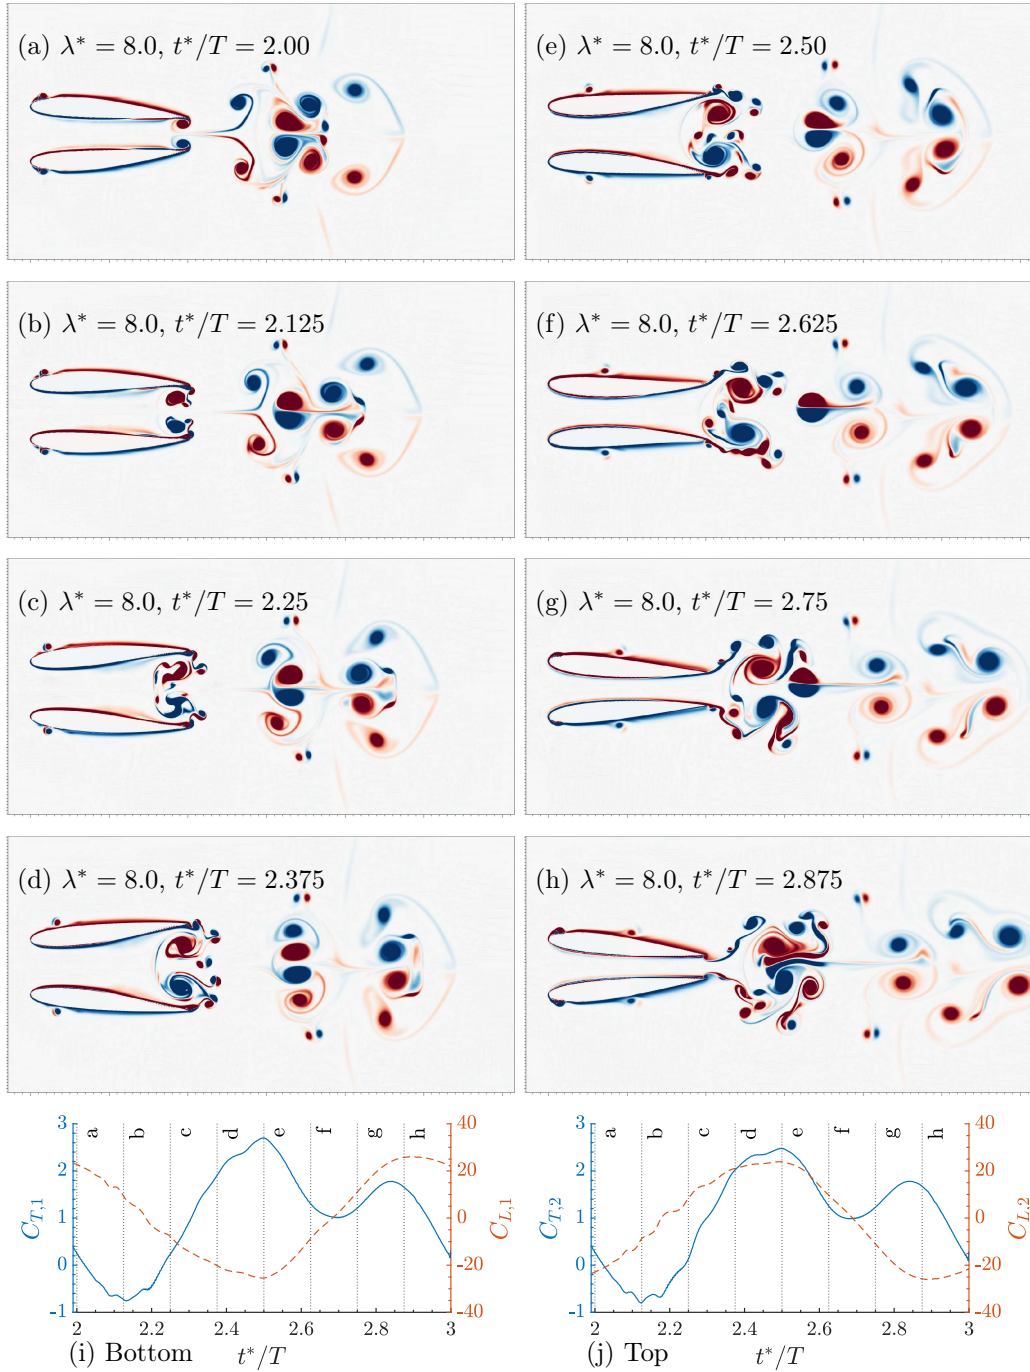 (a) λ* = 8.0, t*/T = 2.00
(e) λ* = 8.0, t*/T = 2.50
(b) λ* = 8.0, t*/T = 2.125
(f) λ* = 8.0, t*/T = 2.625
(c) λ* = 8.0, t*/T = 2.25
(g) λ* = 8.0, t*/T = 2.75
(d) λ* = 8.0, t*/T = 2.375
(h) λ* = 8.0, t*/T = 2.875
3
2
1
0
-1
C_{T,1}
a b c d e f g h
40
20
0
-20
-40
C_{L,1}
2 2.2 2.4 2.6 2.8 3
(i) Bottom
t*/T
3
2
1
0
-1
C_{T,2}
a b c d e f g h
40
20
0
-20
-40
C_{L,2}
2 2.2 2.4 2.6 2.8 3
(j) Top
t*/T